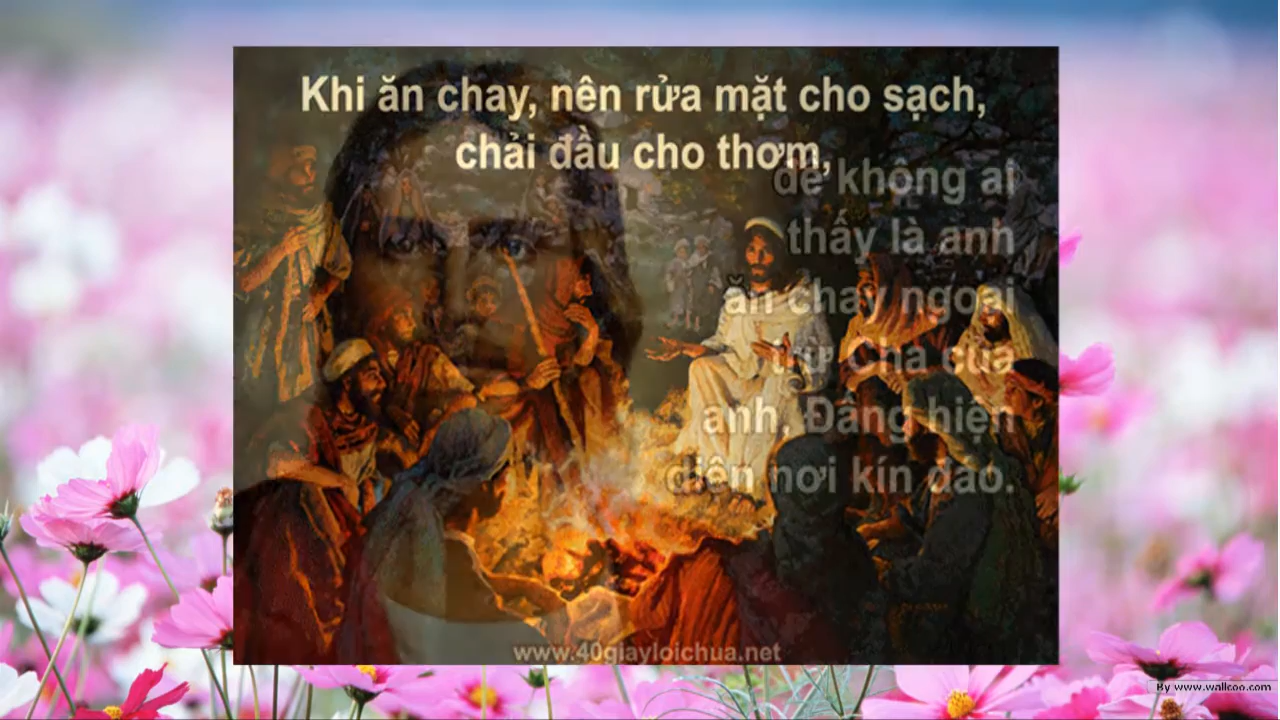 Khi ăn chay, nên rửa mặt cho sạch,
chải đầu cho thơm,
để không ai
thấy là anh
ăn chay ngoại
trừ Cha của
anh, Đấng hiện
diện nơi kín đáo.
www.40giayloichua.net
By www.wallcoo.com